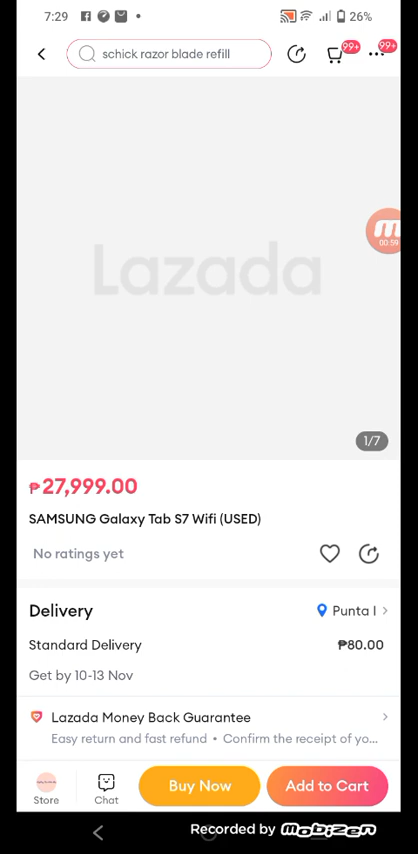 7:29
26%
schick razor blade refill
99+
99+
00:59
Lazada
1/7
₱27,999.00
SAMSUNG Galaxy Tab S7 Wifi (USED)
No ratings yet
Delivery
Punta I
Standard Delivery
₱80.00
Get by 10-13 Nov
Lazada Money Back Guarantee
Easy return and fast refund • Confirm the receipt of yo...
Store
Chat
Buy Now
Add to Cart
Recorded by mobizen